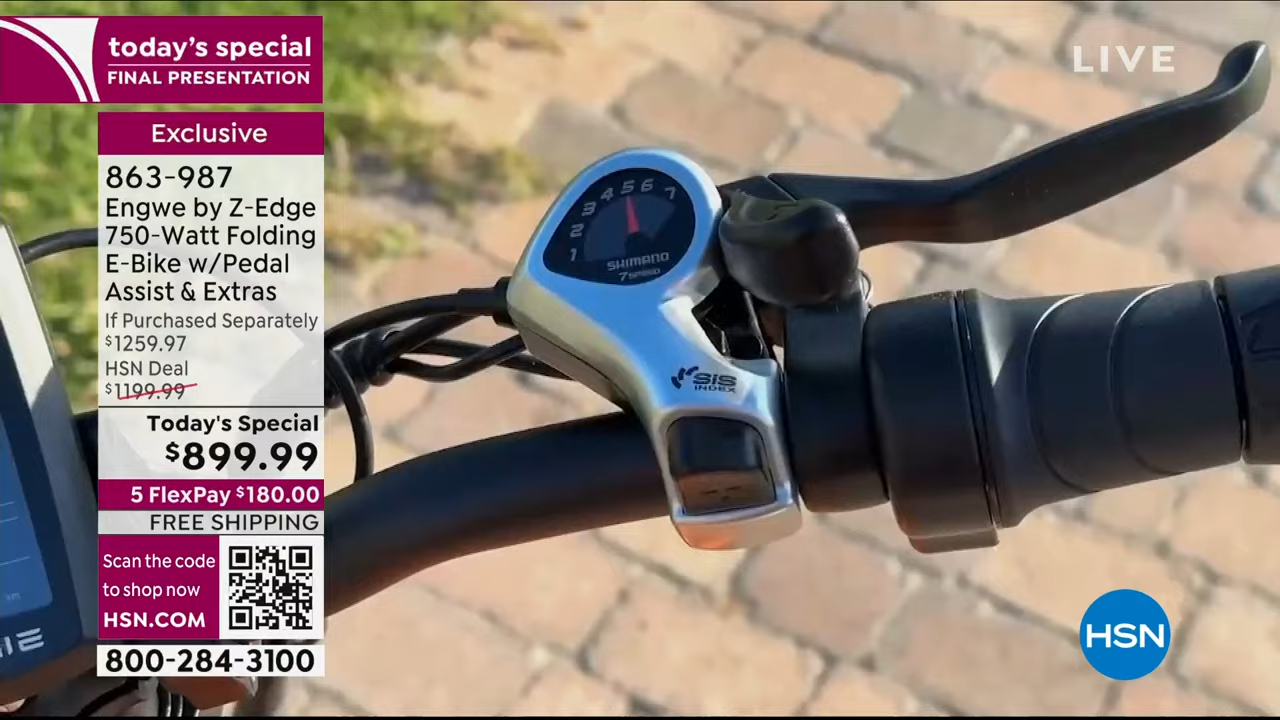 today's special
FINAL PRESENTATION
LIVE
Exclusive
863-987
Engwe by Z-Edge
750-Watt Folding
E-Bike w/Pedal
Assist & Extras
If Purchased Separately
$1259.97
HSN Deal
$1199.99
Today's Special
$899.99
5 FlexPay $180.00
FREE SHIPPING
Scan the code
to shop now
HSN.COM
800-284-3100
1 2 3 4 5 6 7
SHIMANO
7 SPEED
SIS
INDEX
HSN